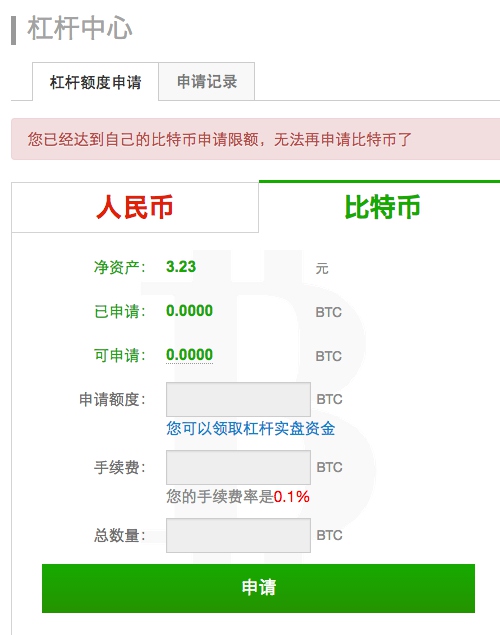 杠杆中心
杠杆额度申请 申请记录
您已经达到自己的比特币申请限额，无法再申请比特币了
人民币 比特币
净资产： 3.23 元
已申请： 0.0000 BTC
可申请： 0.0000 BTC
申请额度： BTC
您可以领取杠杆实盘资金
手续费： BTC
您的手续费率是0.1%
总数量： BTC
申请